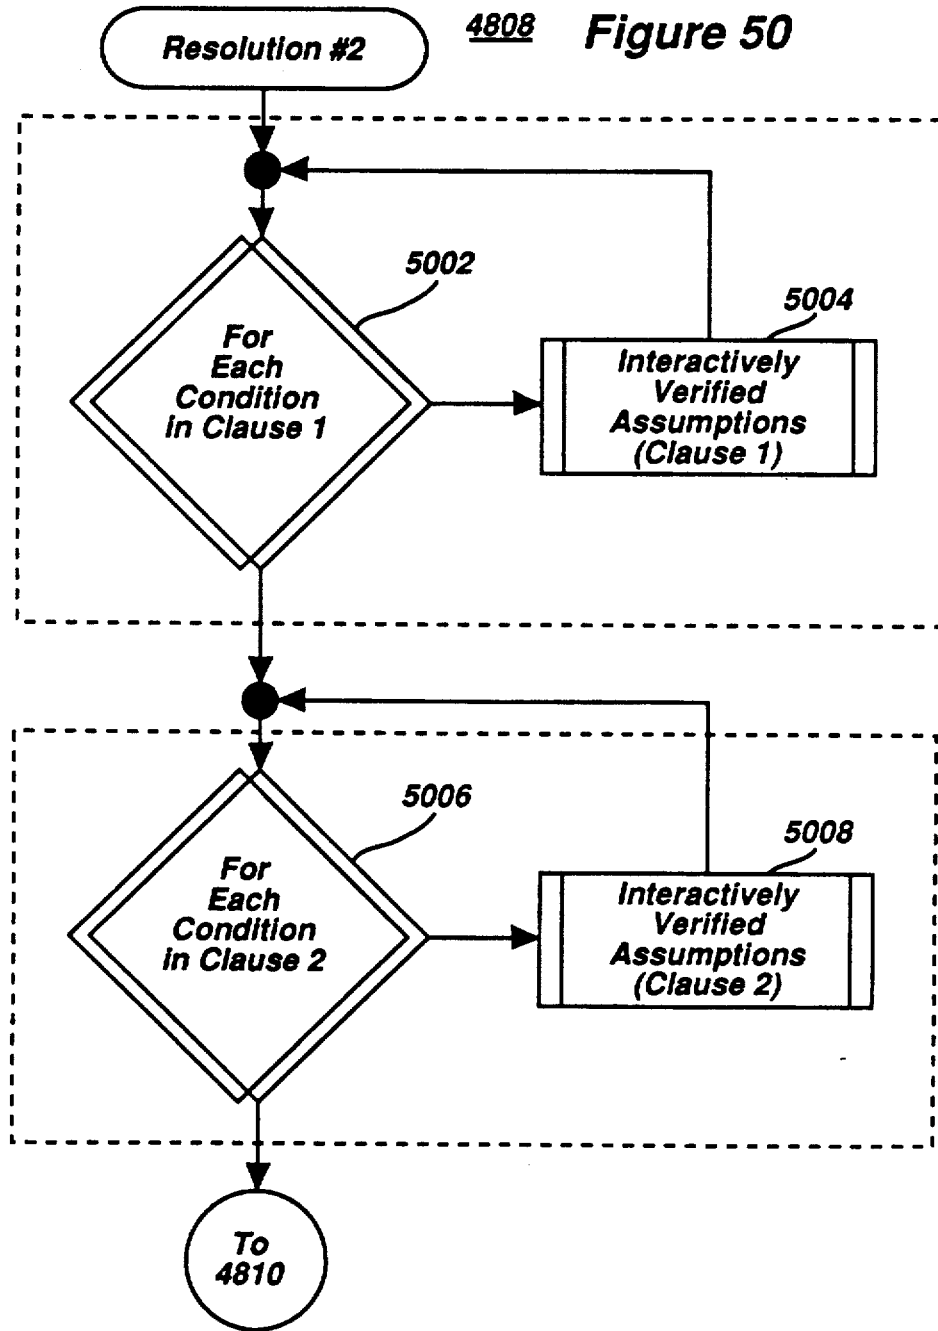 4808 Figure 50
Resolution #2
5002
For
Each
Condition
in Clause 1
5004
Interactively
Verified
Assumptions
(Clause 1)
5006
For
Each
Condition
in Clause 2
5008
Interactively
Verified
Assumptions
(Clause 2)
To
4810